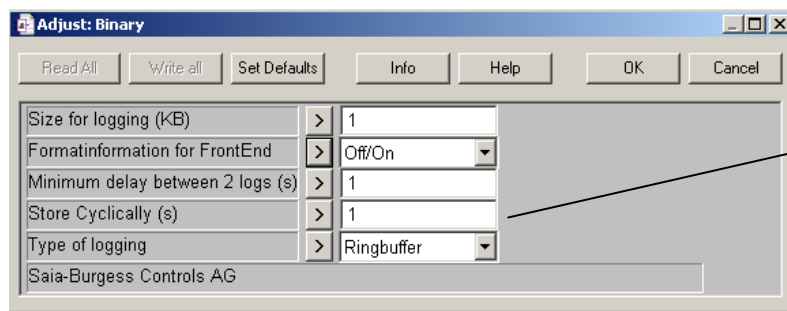 Adjust: Binary
Read All Write all Set Defaults Info Help OK Cancel
Size for logging (KB) > 1
Formatinformation for FrontEnd > Off/On
Minimum delay between 2 logs (s) > 1
Store Cyclically (s) > 1
Type of logging > Ringbuffer
Saia-Burgess Controls AG